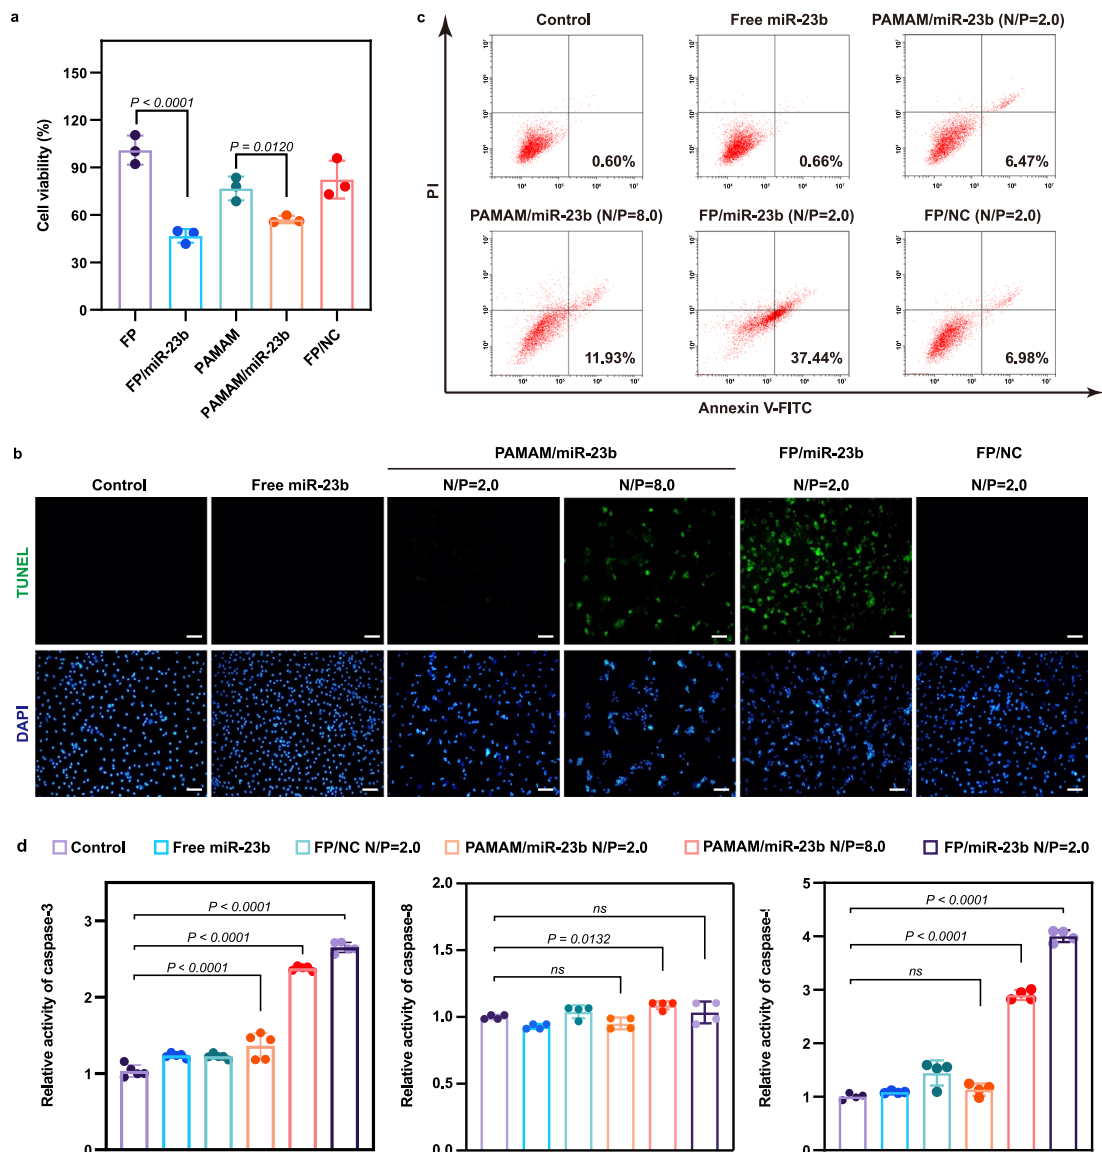 a
Cell viability (%)
150
120
90
60
30
0
P < 0.0001
P = 0.0120
FP
FP/miR-23b
PAMAM
PAMAM/miR-23b
FP/NC
c
PI
Annexin V-FITC
Control
Free miR-23b
PAMAM/miR-23b (N/P=2.0)
0.60%
0.66%
6.47%
PAMAM/miR-23b (N/P=8.0)
FP/miR-23b (N/P=2.0)
FP/NC (N/P=2.0)
11.93%
37.44%
6.98%
b
PAMAM/miR-23b
FP/miR-23b
FP/NC
Control
Free miR-23b
N/P=2.0
N/P=8.0
N/P=2.0
N/P=2.0
TUNEL
DAPI
d
Control
Free miR-23b
FP/NC N/P=2.0
PAMAM/miR-23b N/P=2.0
PAMAM/miR-23b N/P=8.0
FP/miR-23b N/P=2.0
Relative activity of caspase-3
3
2
1
0
P < 0.0001
P < 0.0001
P < 0.0001
Relative activity of caspase-8
2.0
1.5
1.0
0.5
0.0
ns
P = 0.0132
ns
Relative activity of
5
4
3
2
1
0
P < 0.0001
P < 0.0001
ns